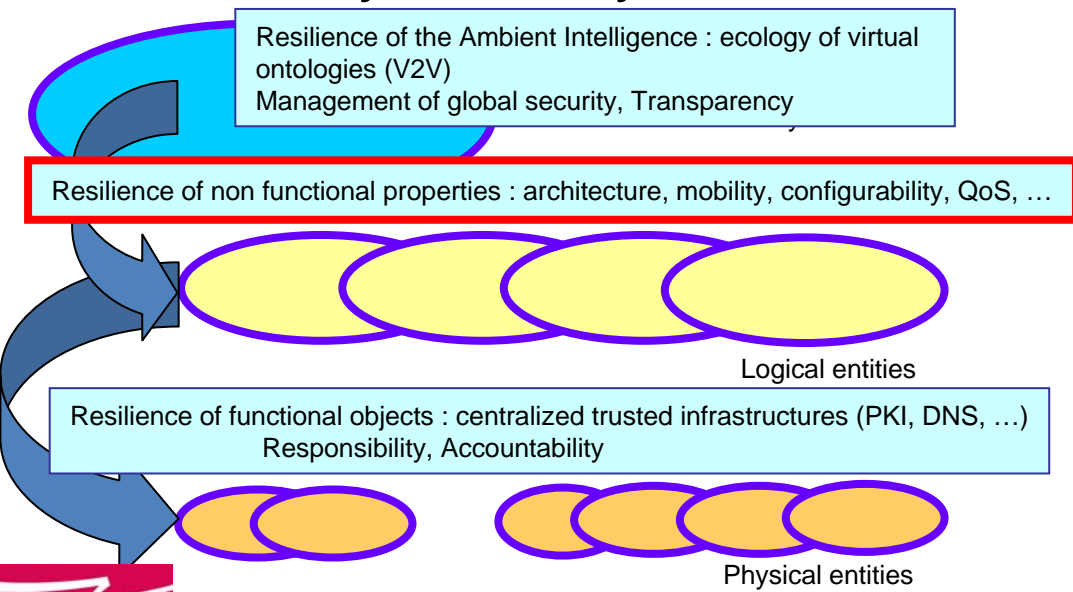 Resilience of the Ambient Intelligence : ecology of virtual
ontologies (V2V)
Management of global security, Transparency
Resilience of non functional properties : architecture, mobility, configurability, QoS, …
Logical entities
Resilience of functional objects : centralized trusted infrastructures (PKI, DNS, …)
Responsibility, Accountability
Physical entities